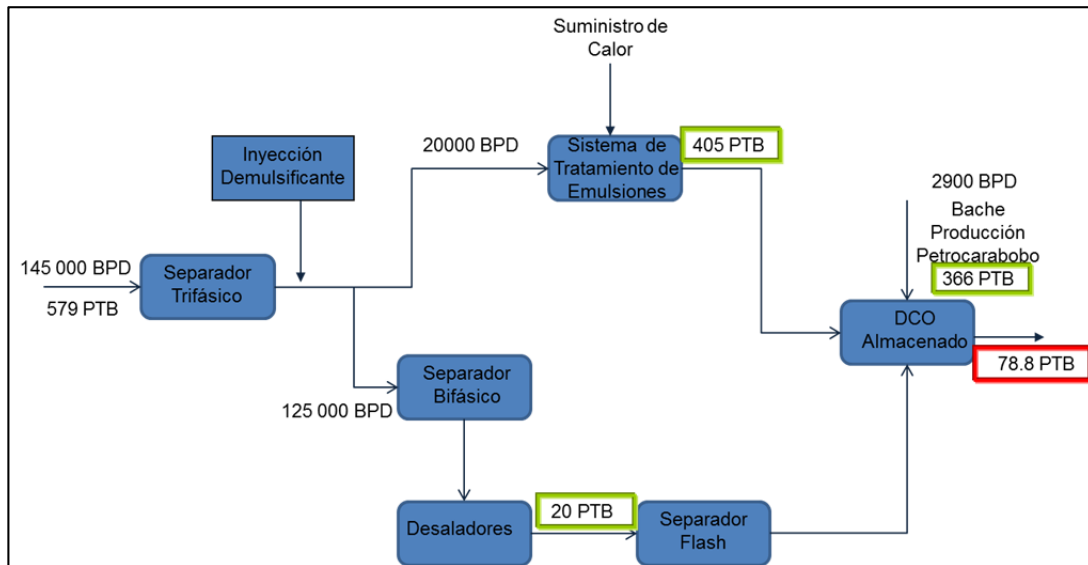 Suministro de
Calor
Inyección
Demulsificante
20000 BPD
Sistema de
Tratamiento de
Emulsiones
405 PTB
2900 BPD
Bache
Producción
Petrocarabobo
366 PTB
145 000 BPD
579 PTB
Separador
Trifásico
DCO
Almacenado
78.8 PTB
Separador
Bifásico
125 000 BPD
Desaladores
20 PTB
Separador
Flash